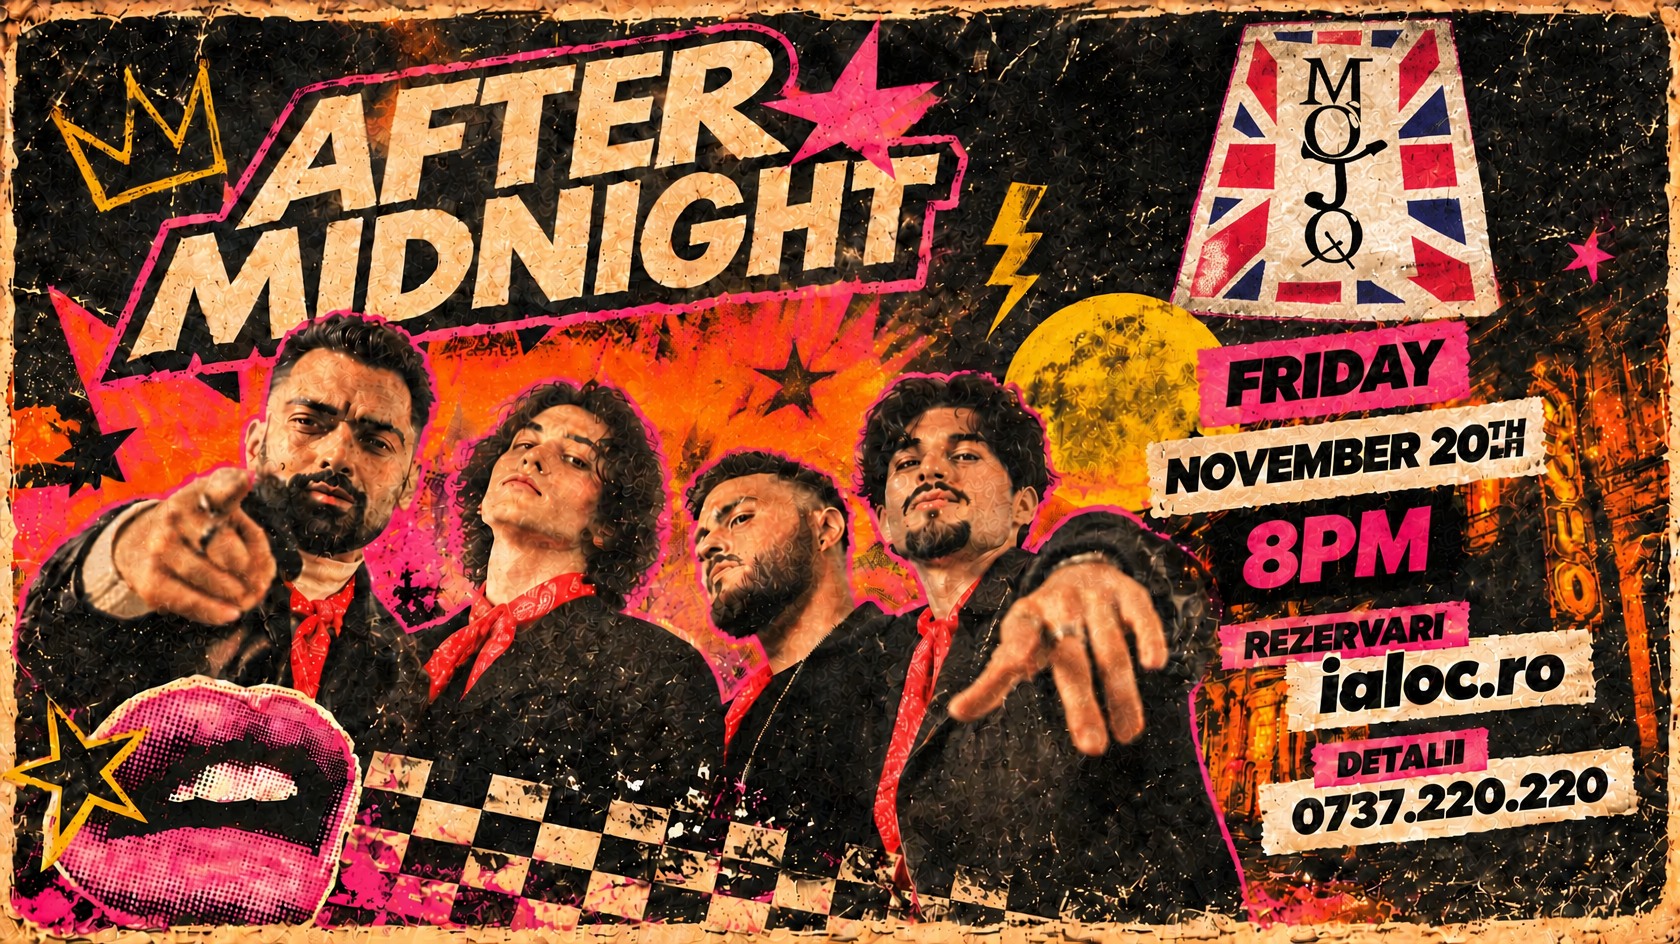 AFTER
MIDNIGHT
MOJO
FRIDAY
NOVEMBER 20TH
8PM
REZERVARI
ialoc.ro
DETALII
0737.220.220